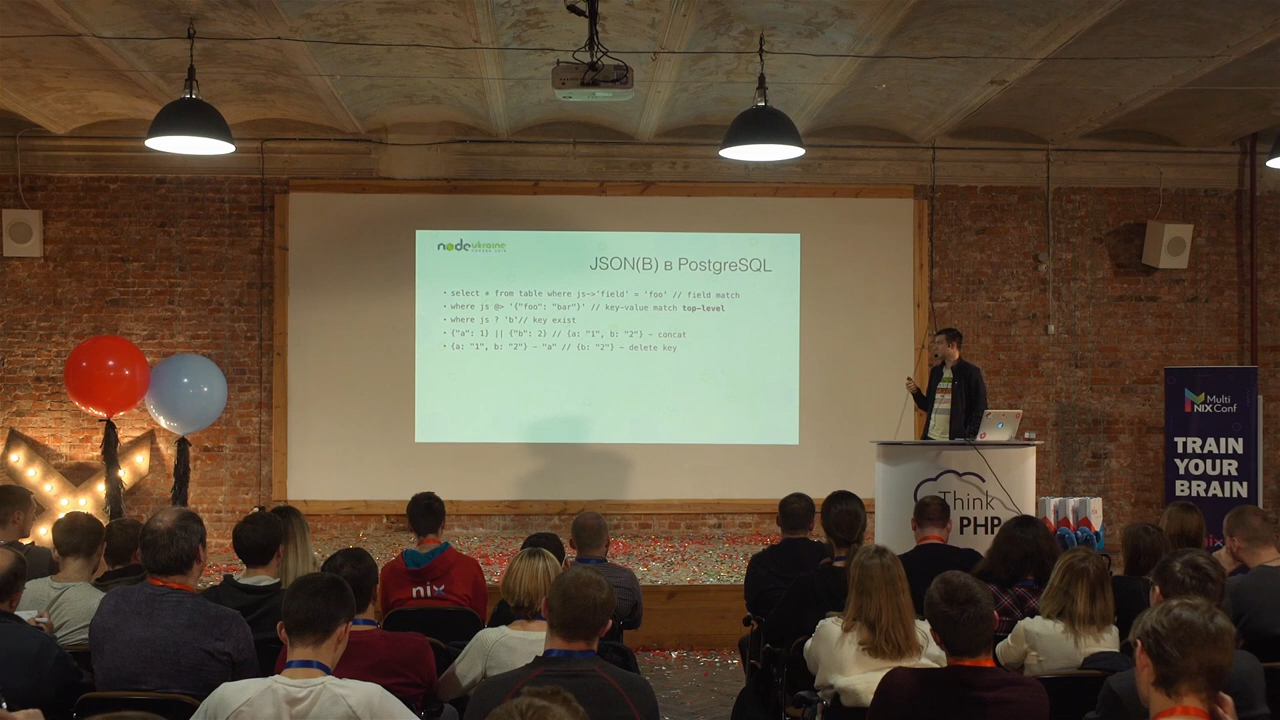 node ukraine
JSON(B) в PostgreSQL
• select * from table where js->'field' = 'foo' // field match
• where js @> '{"foo": "bar"}' // key-value match top-level
• where js ? 'b'// key exist
• {"a": 1} || {"b": 2} // {a: "1", b: "2"} – concat
• {a: "1", b: "2"} – "a" // {b: "2"} – delete key
Multi
NIX Conf
TRAIN
YOUR
BRAIN
Think
PHP
nix
nix